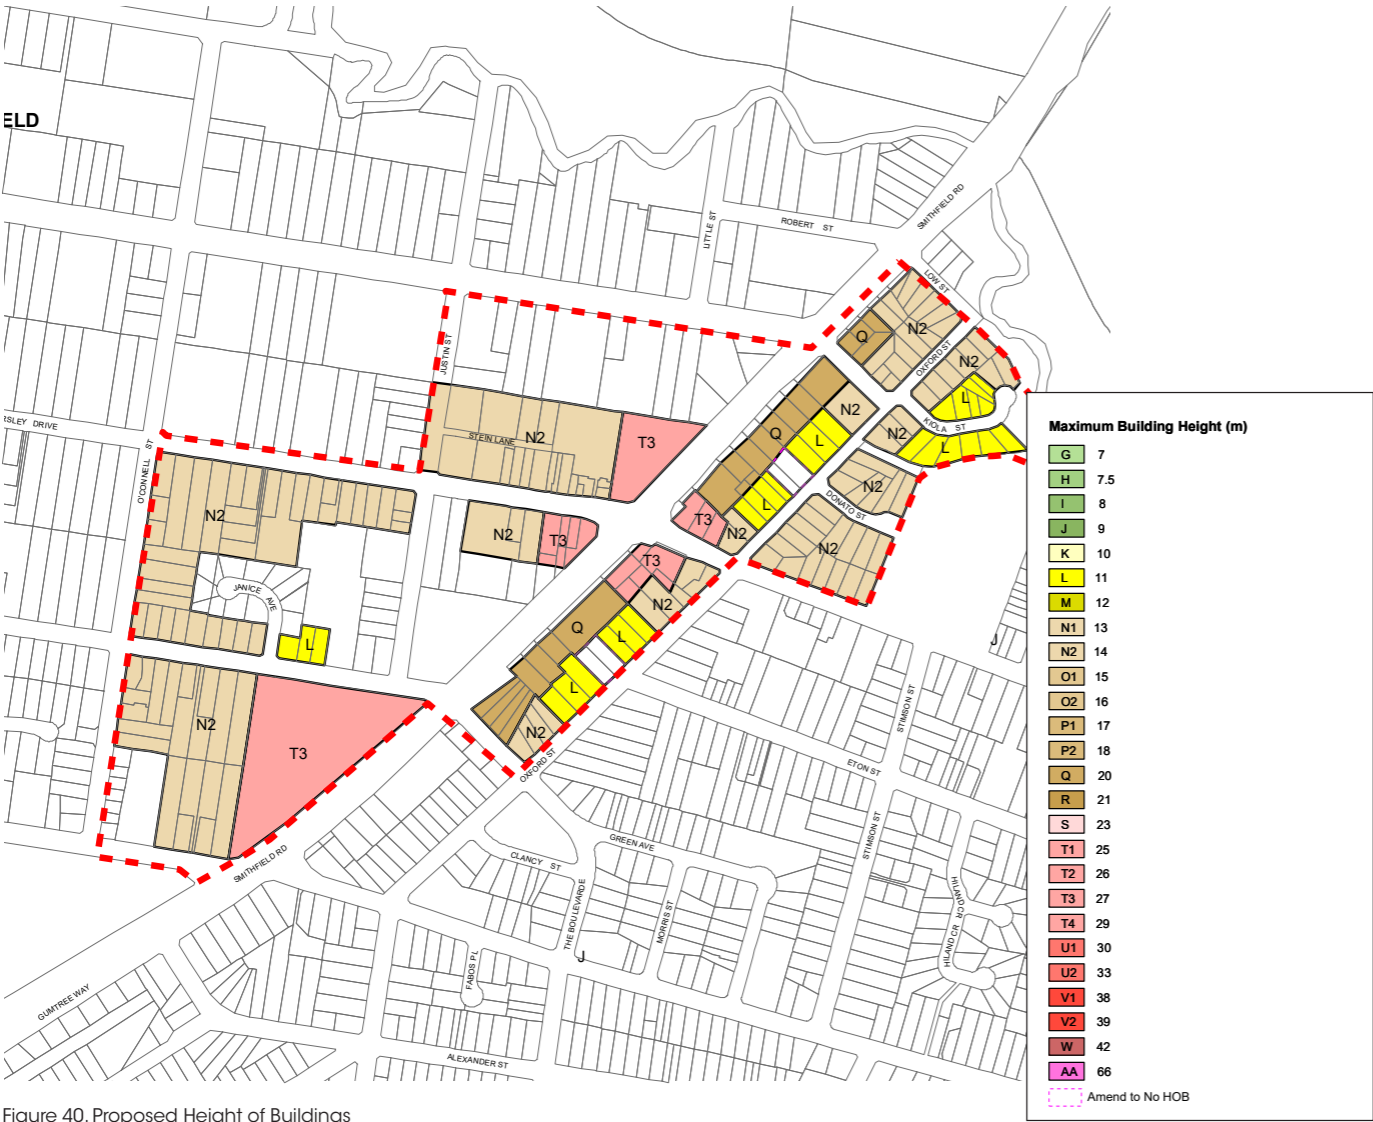 ELD
ROBERT ST
SMITHFIELD RD
LITTLE ST
LOW ST
N2
Q
OXFORD ST
N2
JUSTIN ST
L
N2
KIOLA ST
RSLEY DRIVE
STEIN LANE
N2
T3
Q
L
N2
L
O'CONNELL ST
N2
DONATO ST
L
N2
N2
T3
T3
N2
N2
T3
JANICE AVE
N2
Q
L
L
J
L
N2
T3
N2
OXFORD ST
STIMSON ST
ETON ST
SMITHFIELD RD
GREEN AVE
STIMSON ST
CLANCY ST
HILAND CR
THE BOULEVARDE
MORRIS ST
HILAND CR
J
FABOS PL
GUMTREE WAY
ALEXANDER ST
Maximum Building Height (m)
G 7
H 7.5
I 8
J 9
K 10
L 11
M 12
N1 13
N2 14
O1 15
O2 16
P1 17
P2 18
Q 20
R 21
S 23
T1 25
T2 26
T3 27
T4 29
U1 30
U2 33
V1 38
V2 39
W 42
AA 66
Amend to No HOB
Figure 40. Proposed Height of Buildings